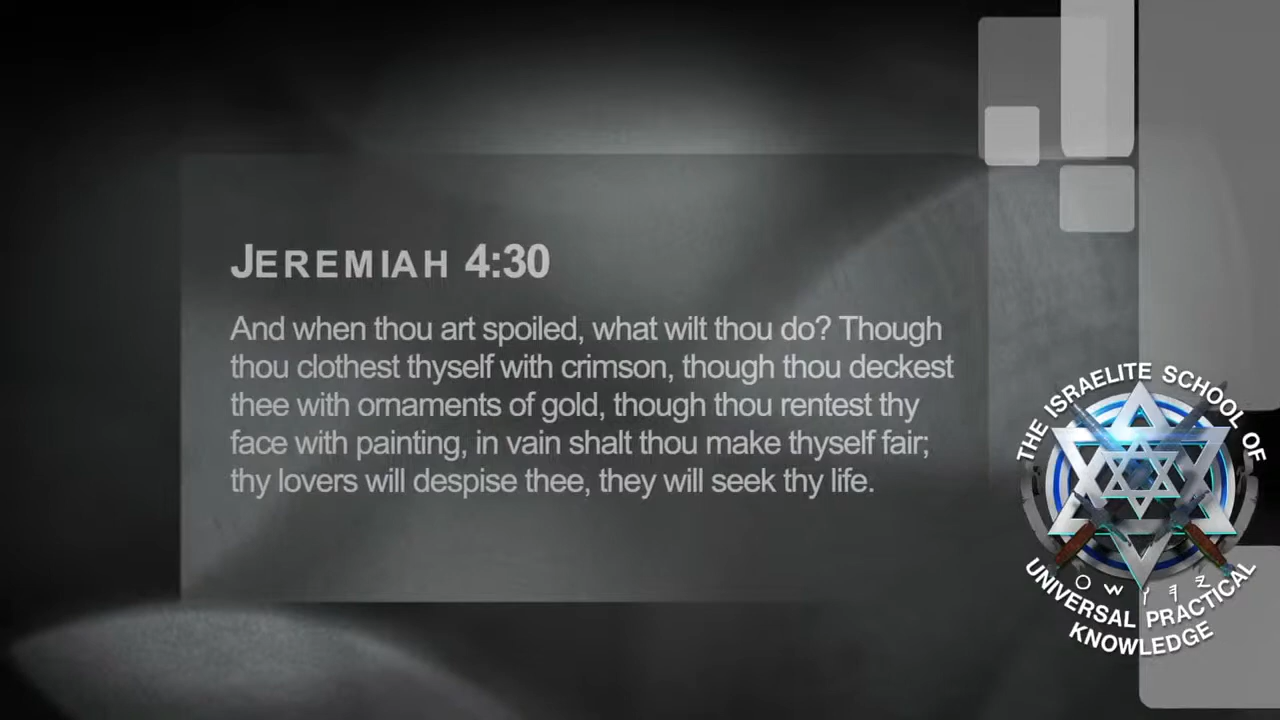 JEREMIAH 4:30
And when thou art spoiled, what wilt thou do? Though
thou clothest thyself with crimson, though thou deckest
thee with ornaments of gold, though thou rentest thy
face with painting, in vain shalt thou make thyself fair;
thy lovers will despise thee, they will seek thy life.
THE ISRAELITE SCHOOL OF
UNIVERSAL PRACTICAL
KNOWLEDGE